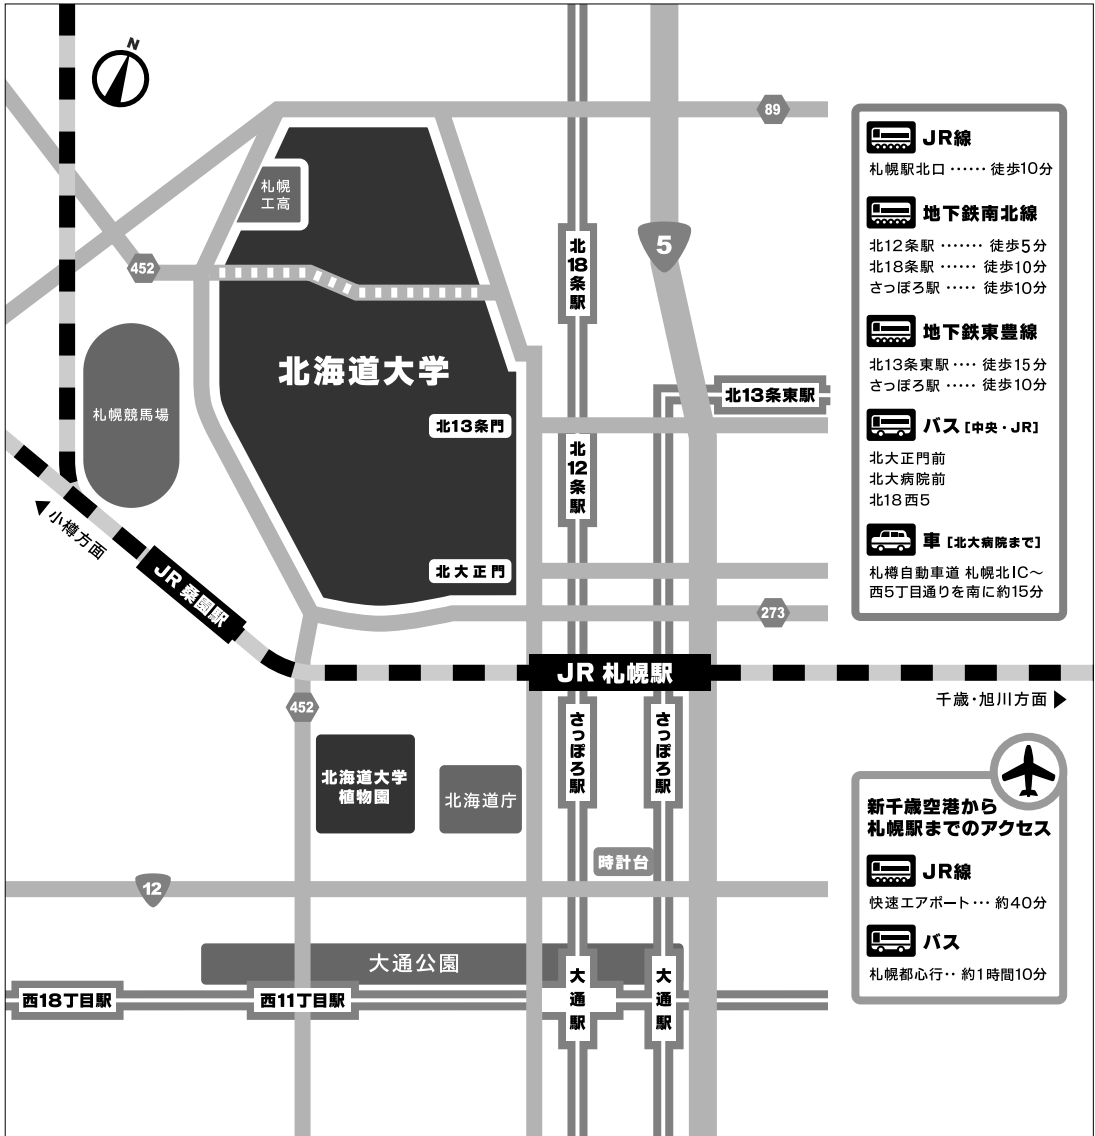 N
89
札幌
工高
452
5
北18条駅
北海道大学
札幌競馬場
北13条東駅
北13条門
北12条駅
小樽方面
北大正門
JR 桑園駅
273
JR 札幌駅
千歳・旭川方面
452
さっぽろ駅
さっぽろ駅
北海道大学
植物園
北海道庁
時計台
12
大通公園
西18丁目駅
西11丁目駅
大通駅
大通駅
JR線
札幌駅北口 ‥‥‥ 徒歩10分
地下鉄南北線
北12条駅 ‥‥‥‥ 徒歩5分
北18条駅 ‥‥‥ 徒歩10分
さっぽろ駅 ‥‥‥ 徒歩10分
地下鉄東豊線
北13条東駅 ‥‥ 徒歩15分
さっぽろ駅 ‥‥‥ 徒歩10分
バス [中央・JR]
北大正門前
北大病院前
北18西5
車 [北大病院まで]
札樽自動車道 札幌北IC〜
西5丁目通りを南に約15分
新千歳空港から
札幌駅までのアクセス
JR線
快速エアポート‥‥約40分
バス
札幌都心行‥約1時間10分